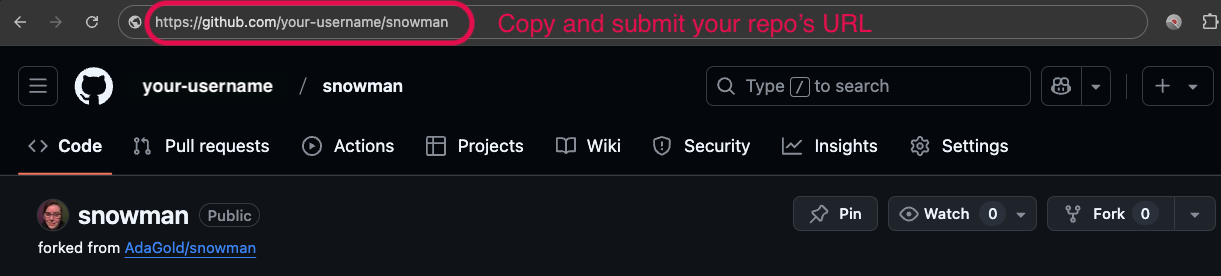 https://github.com/your-username/snowman Copy and submit your repo's URL
your-username / snowman Type / to search
Code Pull requests Actions Projects Wiki Security Insights Settings
snowman Public Pin Watch 0 Fork 0
forked from AdaGold/snowman